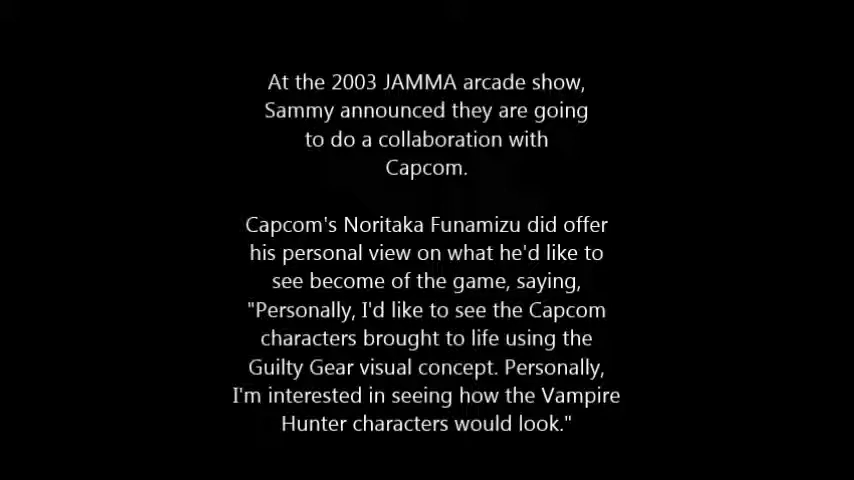 At the 2003 JAMMA arcade show,
Sammy announced they are going
to do a collaboration with
Capcom.
Capcom's Noritaka Funamizu did offer
his personal view on what he'd like to
see become of the game, saying,
"Personally, I'd like to see the Capcom
characters brought to life using the
Guilty Gear visual concept. Personally,
I'm interested in seeing how the Vampire
Hunter characters would look."